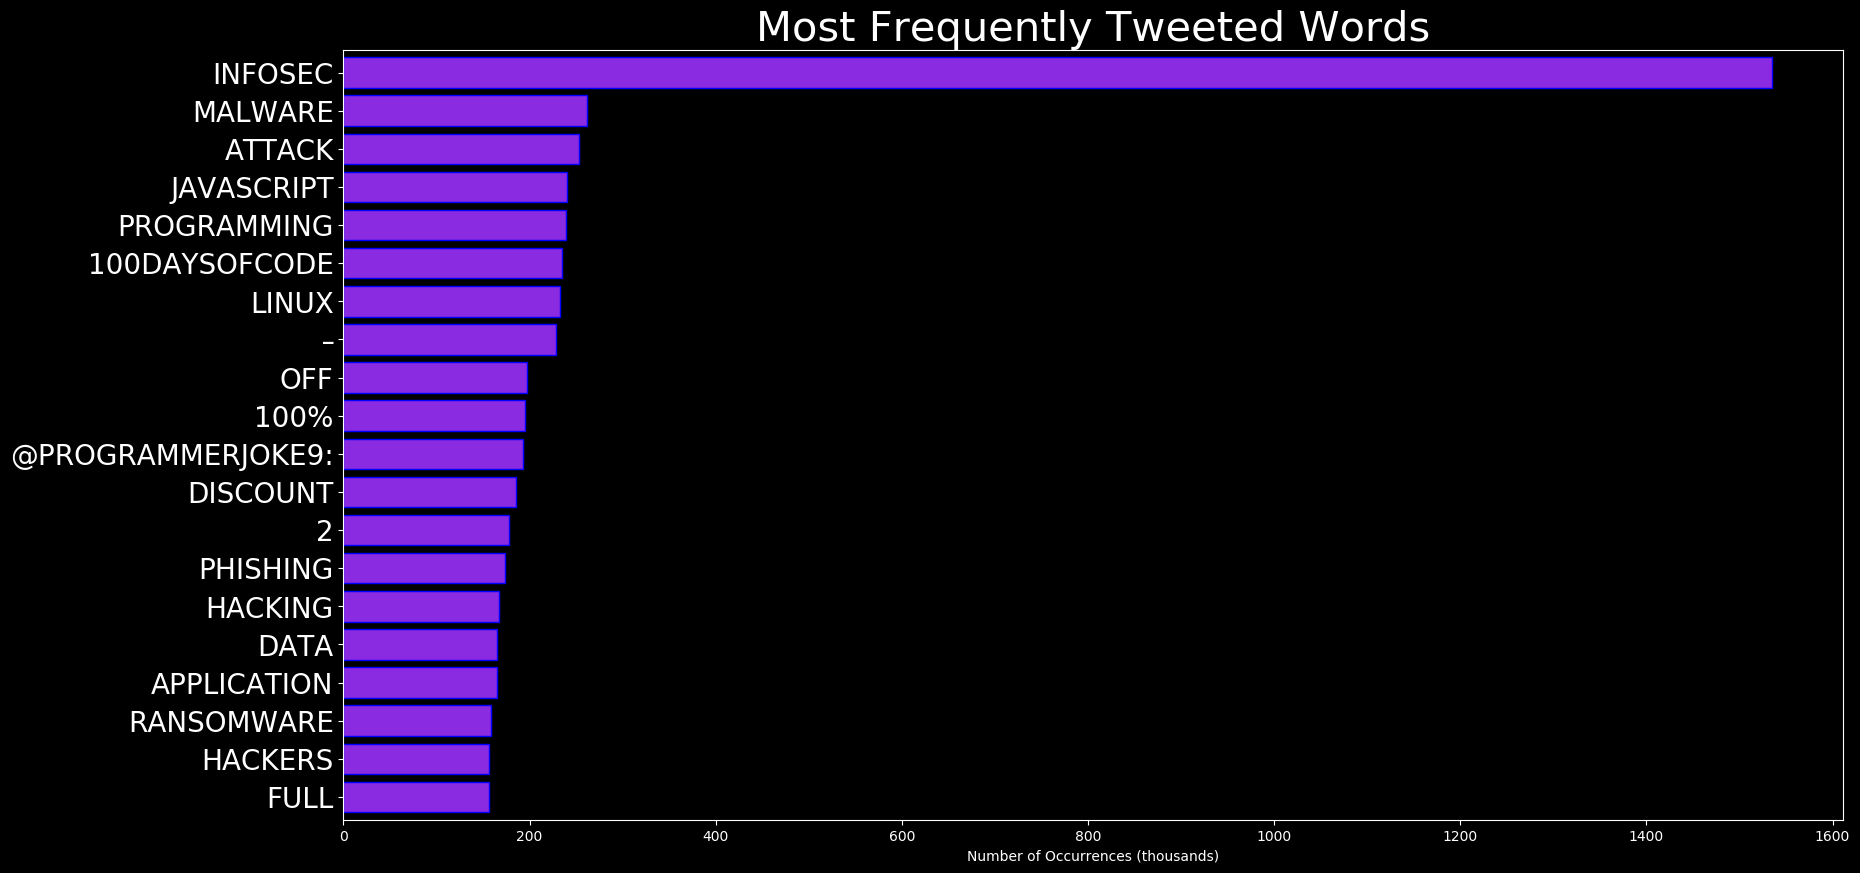 Most Frequently Tweeted Words
INFOSEC
MALWARE
ATTACK
JAVASCRIPT
PROGRAMMING
100DAYSOFCODE
LINUX
–
OFF
100%
@PROGRAMMERJOKE9:
DISCOUNT
2
PHISHING
HACKING
DATA
APPLICATION
RANSOMWARE
HACKERS
FULL
0 200 400 600 800 1000 1200 1400 1600
Number of Occurrences (thousands)